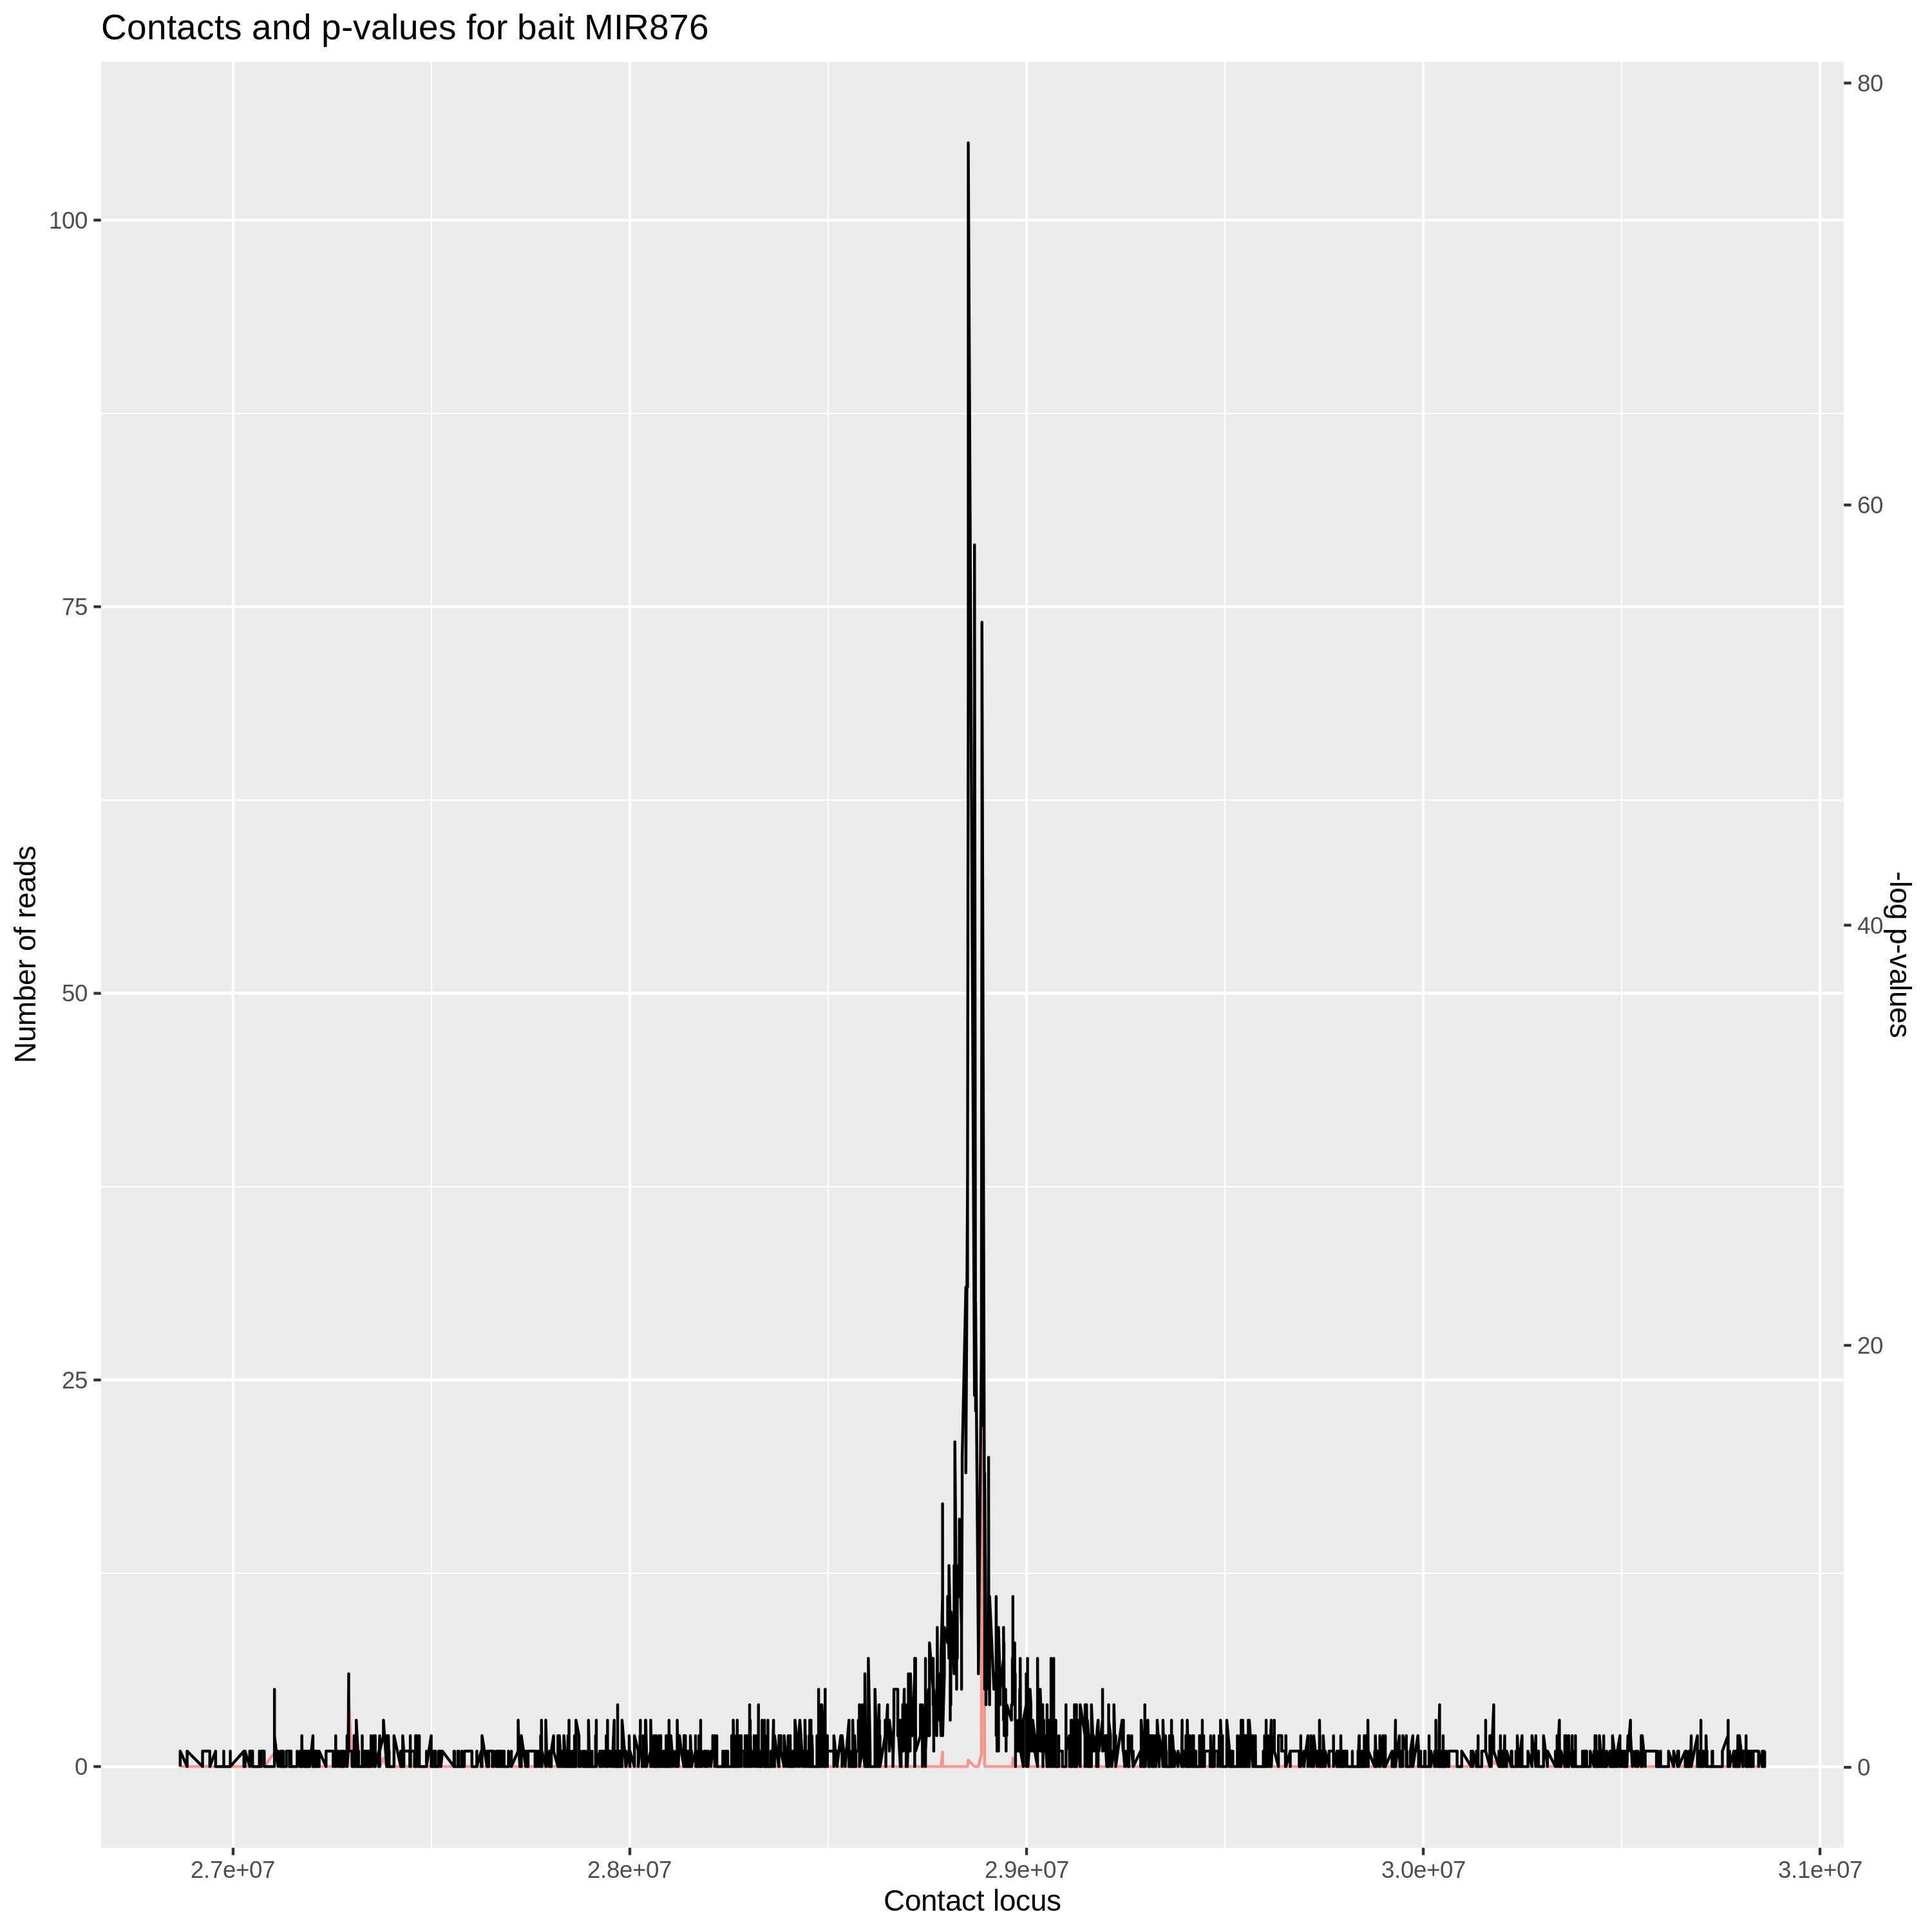 Contacts and p-values for bait MIR876
Number of reads
100
75
50
25
0
80
60
40
20
0
-log p-values
2.7e+07
2.8e+07
2.9e+07
3.0e+07
3.1e+07
Contact locus